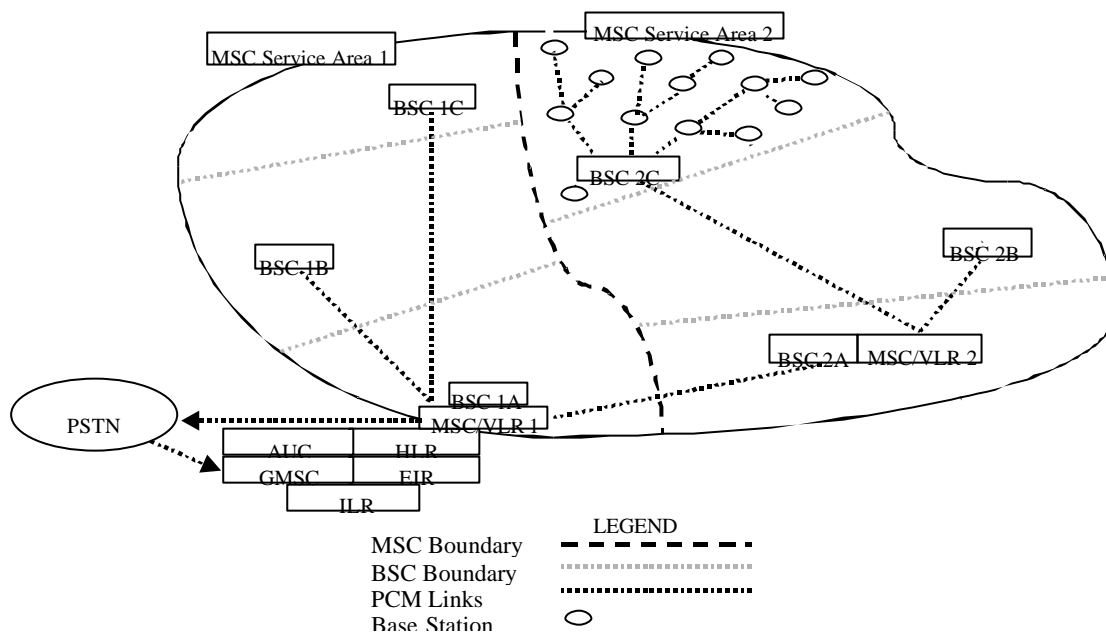 MSC Service Area 1
MSC Service Area 2
BSC 1C
BSC 2C
BSC 1B
BSC 2B
BSC 2A
MSC/VLR 2
BSC 1A
MSC/VLR 1
PSTN
AUC
HLR
GMSC
EIR
ILR
LEGEND
MSC Boundary
BSC Boundary
PCM Links
Base Station